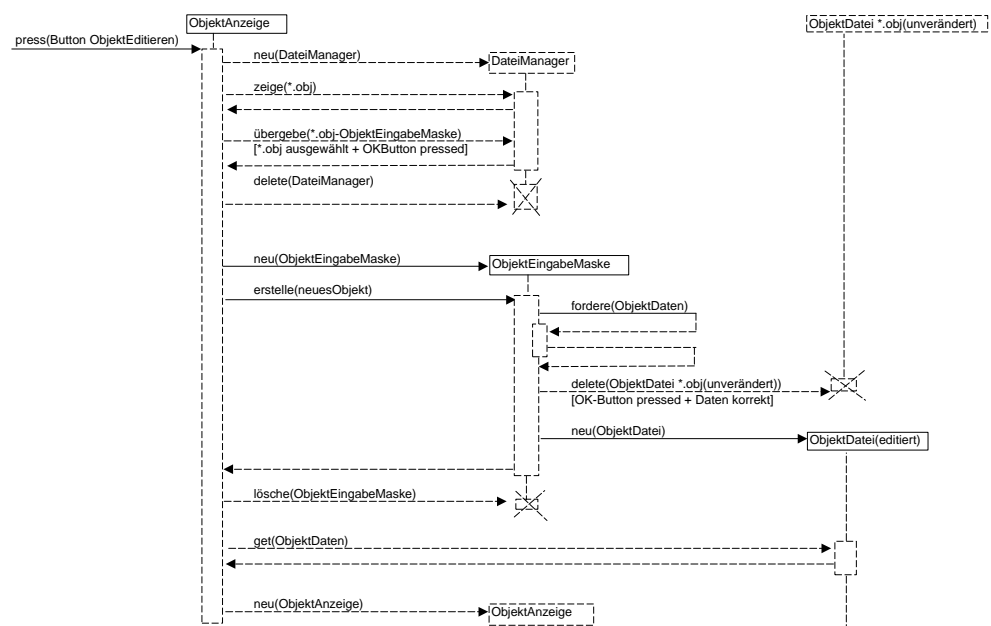 ObjektAnzeige
ObjektDatei *.obj(unverändert)
press(Button ObjektEditieren)
neu(DateiManager)
DateiManager
zeige(*.obj)
übergebe(*.obj-ObjektEingabeMaske)
[*.obj ausgewählt + OKButton pressed]
delete(DateiManager)
neu(ObjektEingabeMaske)
ObjektEingabeMaske
erstelle(neuesObjekt)
fordere(ObjektDaten)
delete(ObjektDatei *.obj(unverändert))
[OK-Button pressed + Daten korrekt]
neu(ObjektDatei)
ObjektDatei(editiert)
lösche(ObjektEingabeMaske)
get(ObjektDaten)
neu(ObjektAnzeige)
ObjektAnzeige